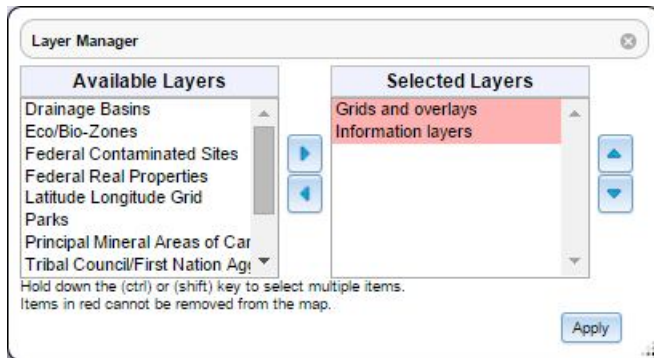 Layer Manager
Available Layers
Drainage Basins
Eco/Bio-Zones
Federal Contaminated Sites
Federal Real Properties
Latitude Longitude Grid
Parks
Principal Mineral Areas of Car
Tribal Council/First Nation Ag
Selected Layers
Grids and overlays
Information layers
Hold down the (ctrl) or (shift) key to select multiple items.
Items in red cannot be removed from the map.
Apply